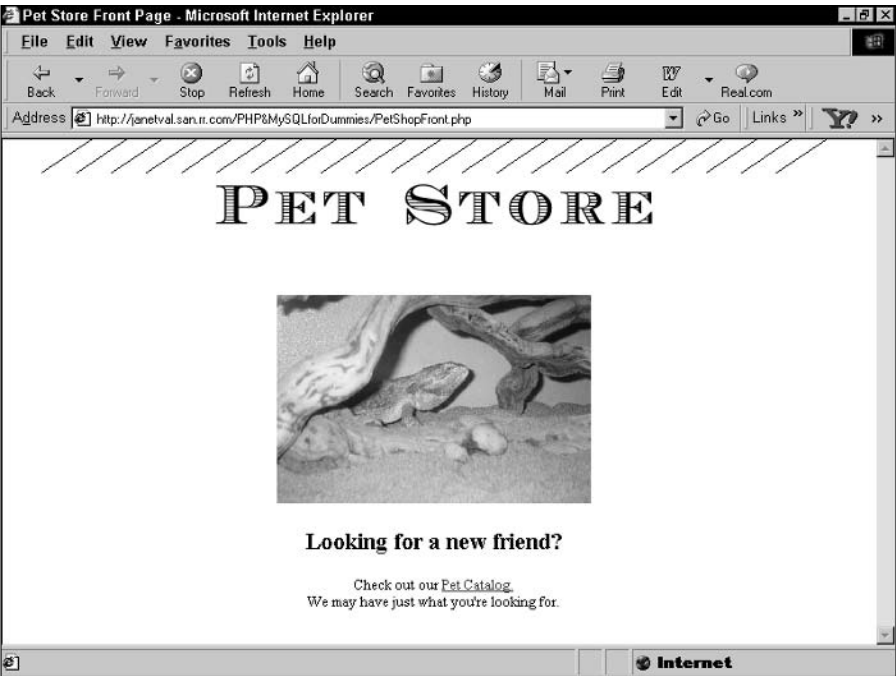 Pet Store Front Page - Microsoft Internet Explorer
File Edit View Favorites Tools Help
Back Forward Stop Refresh Home Search Favorites History Mail Print Edit Real.com
Address http://janetval.san.rr.com/PHP&MySQLforDummies/PetShopFront.php Go Links » Y! »
PET STORE
Looking for a new friend?
Check out our Pet Catalog.
We may have just what you're looking for.
Internet